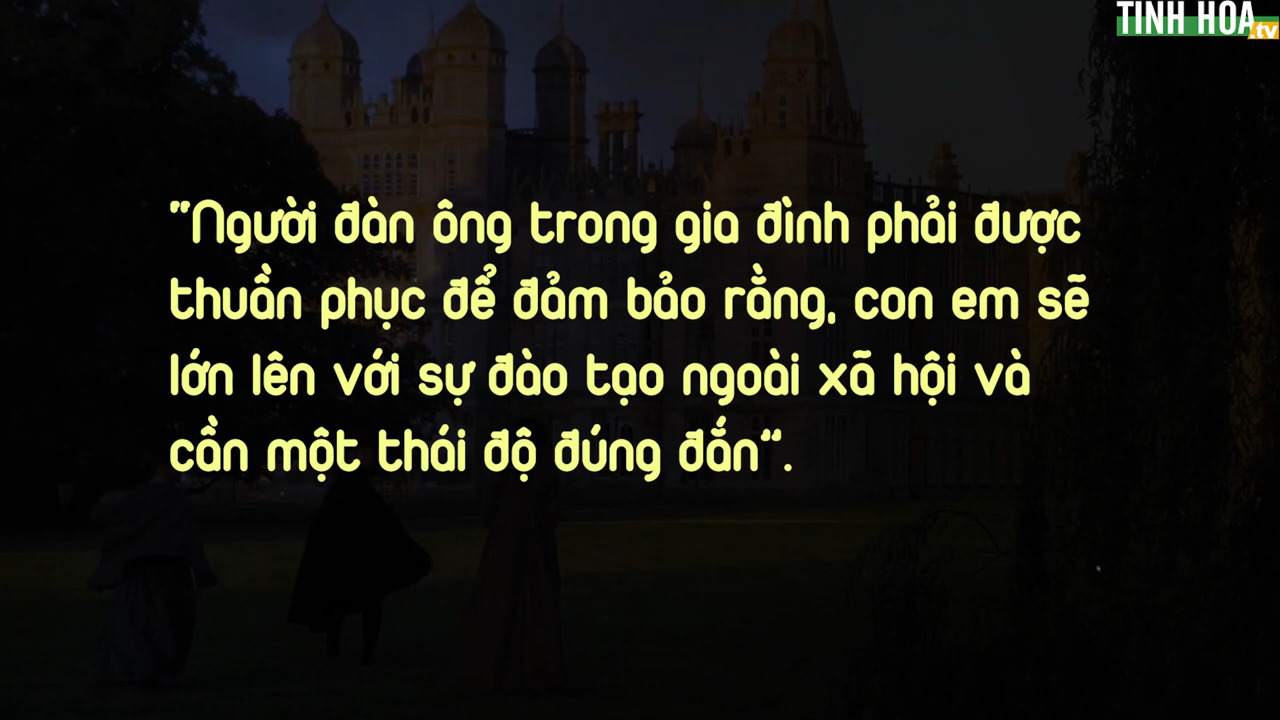 TINH HOA
.tv
"Người đàn ông trong gia đình phải được
thuần phục để đảm bảo rằng, con em sẽ
lớn lên với sự đào tạo ngoài xã hội và
cần một thái độ đúng đắn".